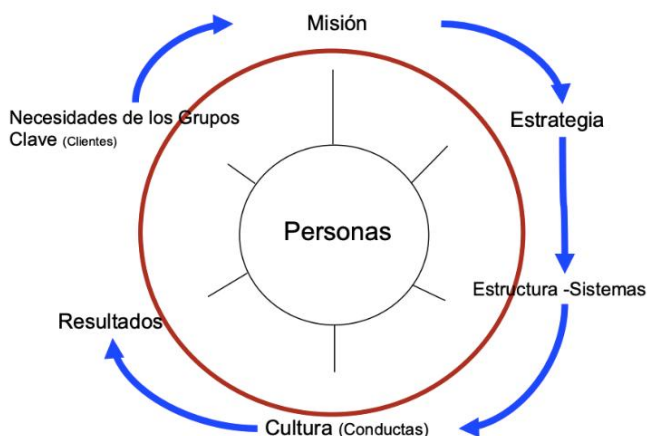 Misión
Necesidades de los Grupos
Clave (Clientes)
Estrategia
Personas
Estructura -Sistemas
Resultados
Cultura (Conductas)